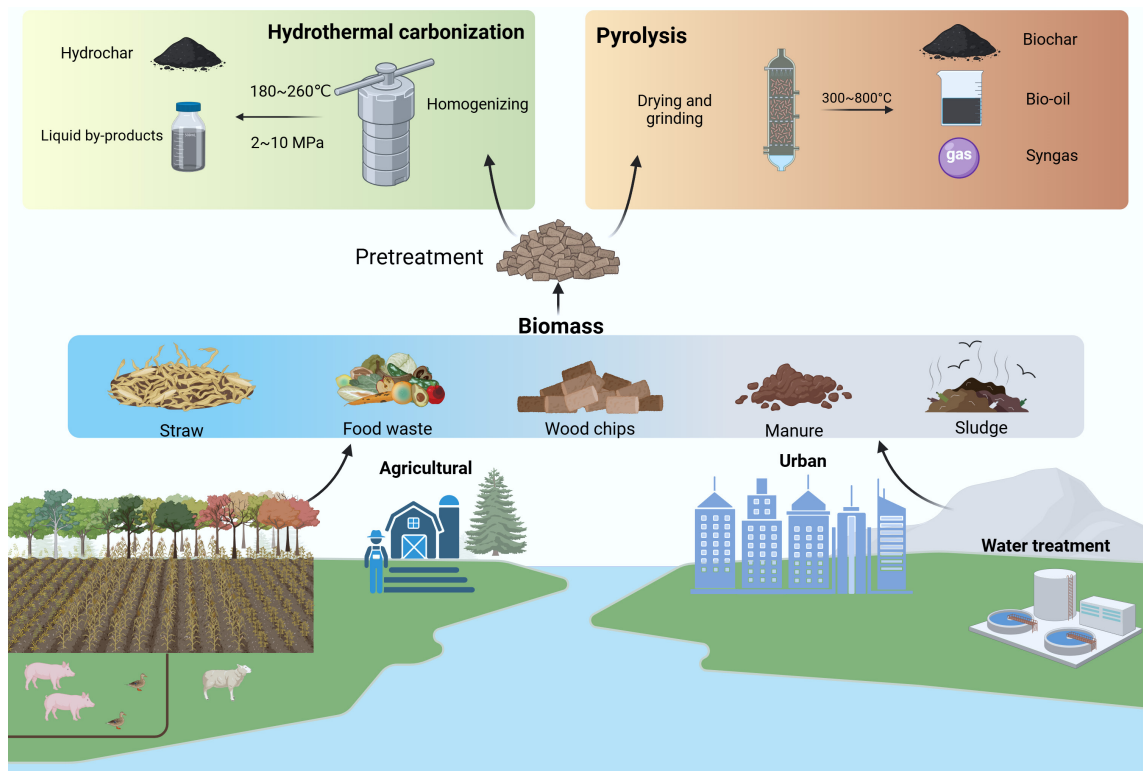 Hydrothermal carbonization
Hydrochar
180~260℃
Homogenizing
Liquid by-products
2~10 MPa
Pyrolysis
Drying and
grinding
300~800°C
Biochar
Bio-oil
gas
Syngas
Pretreatment
Biomass
Straw
Food waste
Wood chips
Manure
Sludge
Agricultural
Urban
Water treatment